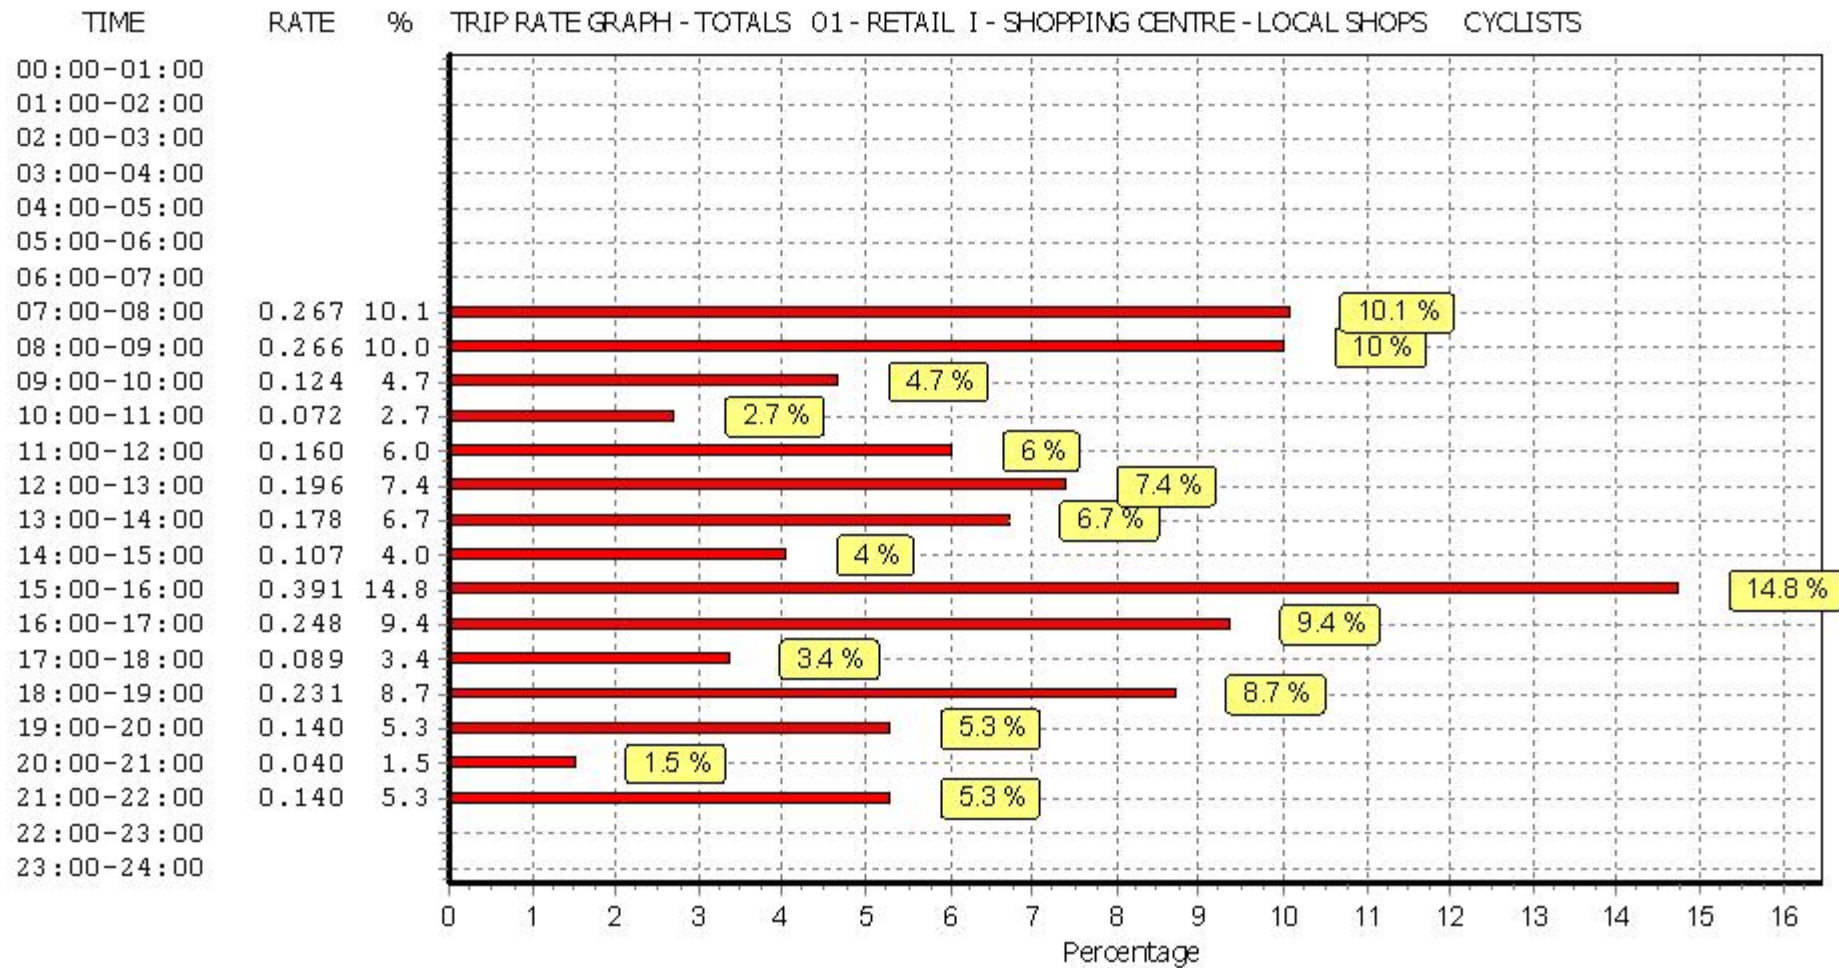 TIME RATE % TRIP RATE GRAPH - TOTALS 01 - RETAIL I - SHOPPING CENTRE - LOCAL SHOPS CYCLISTS
00:00-01:00
01:00-02:00
02:00-03:00
03:00-04:00
04:00-05:00
05:00-06:00
06:00-07:00
07:00-08:00 0.267 10.1 10.1 %
08:00-09:00 0.266 10.0 10 %
09:00-10:00 0.124 4.7 4.7 %
10:00-11:00 0.072 2.7 2.7 %
11:00-12:00 0.160 6.0 6 %
12:00-13:00 0.196 7.4 7.4 %
13:00-14:00 0.178 6.7 6.7 %
14:00-15:00 0.107 4.0 4 %
15:00-16:00 0.391 14.8 14.8 %
16:00-17:00 0.248 9.4 9.4 %
17:00-18:00 0.089 3.4 3.4 %
18:00-19:00 0.231 8.7 8.7 %
19:00-20:00 0.140 5.3 5.3 %
20:00-21:00 0.040 1.5 1.5 %
21:00-22:00 0.140 5.3 5.3 %
22:00-23:00
23:00-24:00
0 1 2 3 4 5 6 7 8 9 10 11 12 13 14 15 16
Percentage